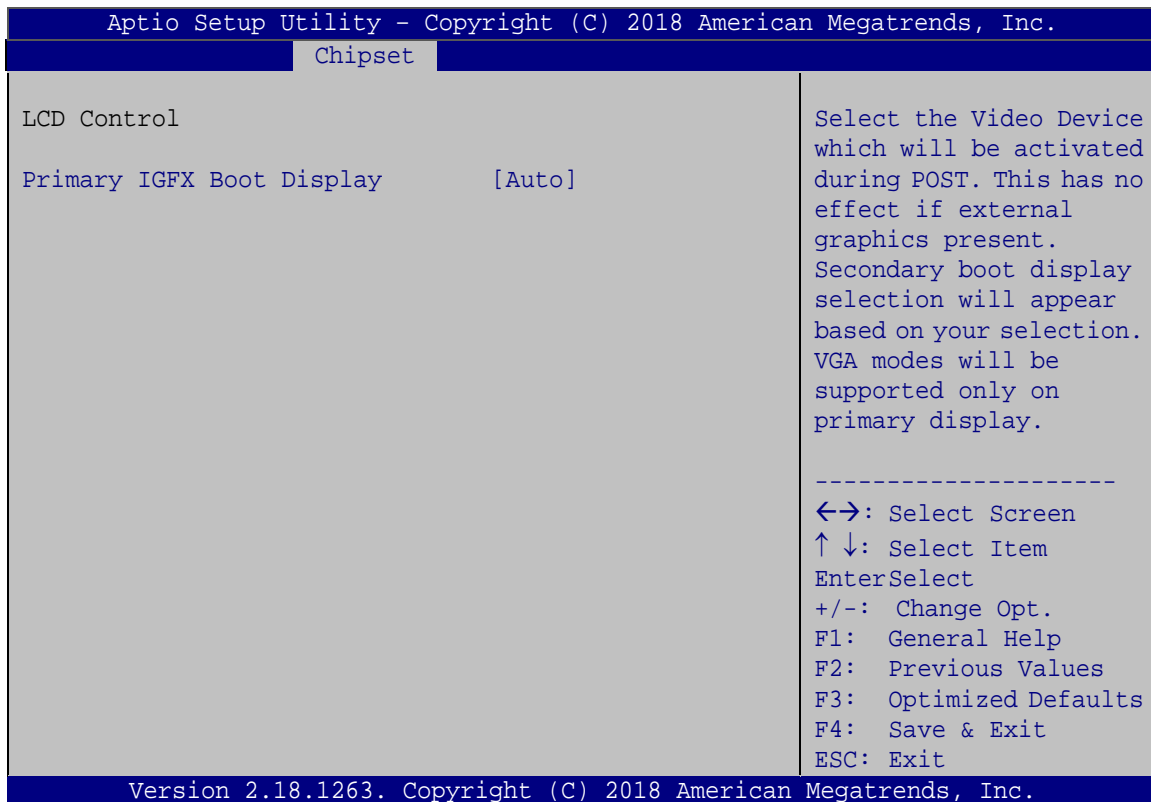 Aptio Setup Utility – Copyright (C) 2018 American Megatrends, Inc.
Chipset
LCD Control
Primary IGFX Boot Display [Auto]
Select the Video Device
which will be activated
during POST. This has no
effect if external
graphics present.
Secondary boot display
selection will appear
based on your selection.
VGA modes will be
supported only on
primary display.
---------------------
←→: Select Screen
↑ ↓: Select Item
EnterSelect
+/-: Change Opt.
F1: General Help
F2: Previous Values
F3: Optimized Defaults
F4: Save & Exit
ESC: Exit
Version 2.18.1263. Copyright (C) 2018 American Megatrends, Inc.